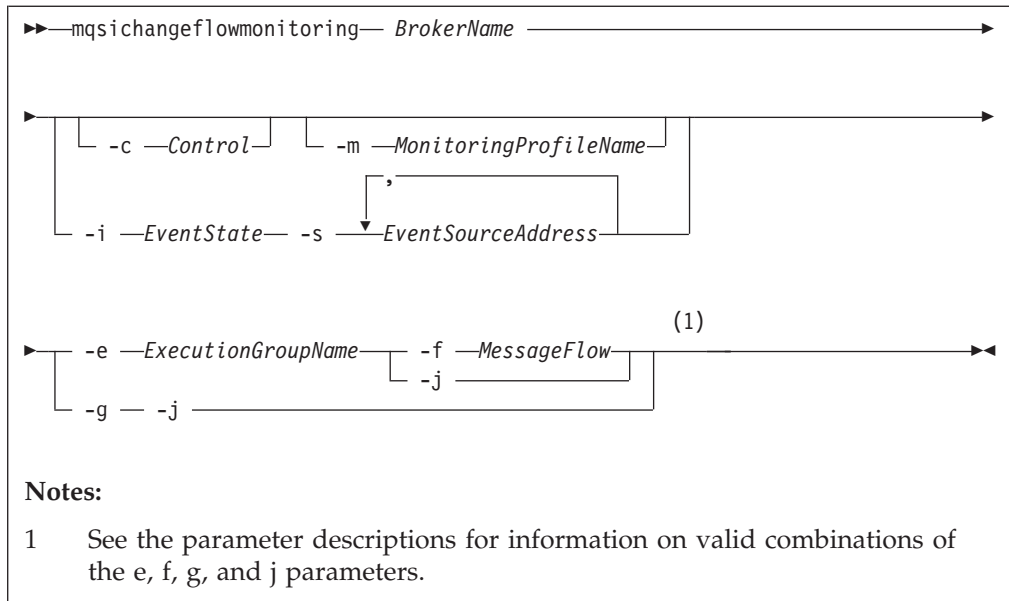 mqsichangeflowmonitoring BrokerName
-c Control -m MonitoringProfileName
,
-i EventState -s EventSourceAddress
(1)
-e ExecutionGroupName -f MessageFlow
-j
-g -j
Notes:
1 See the parameter descriptions for information on valid combinations of
the e, f, g, and j parameters.